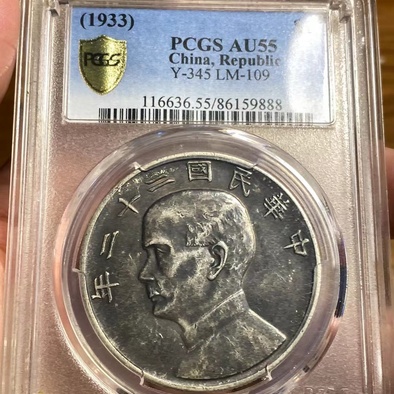 (1933)
PCGS
PCGS AU55
China, Republic
Y-345 LM-109
116636.55/86159888
中華民國二十二年